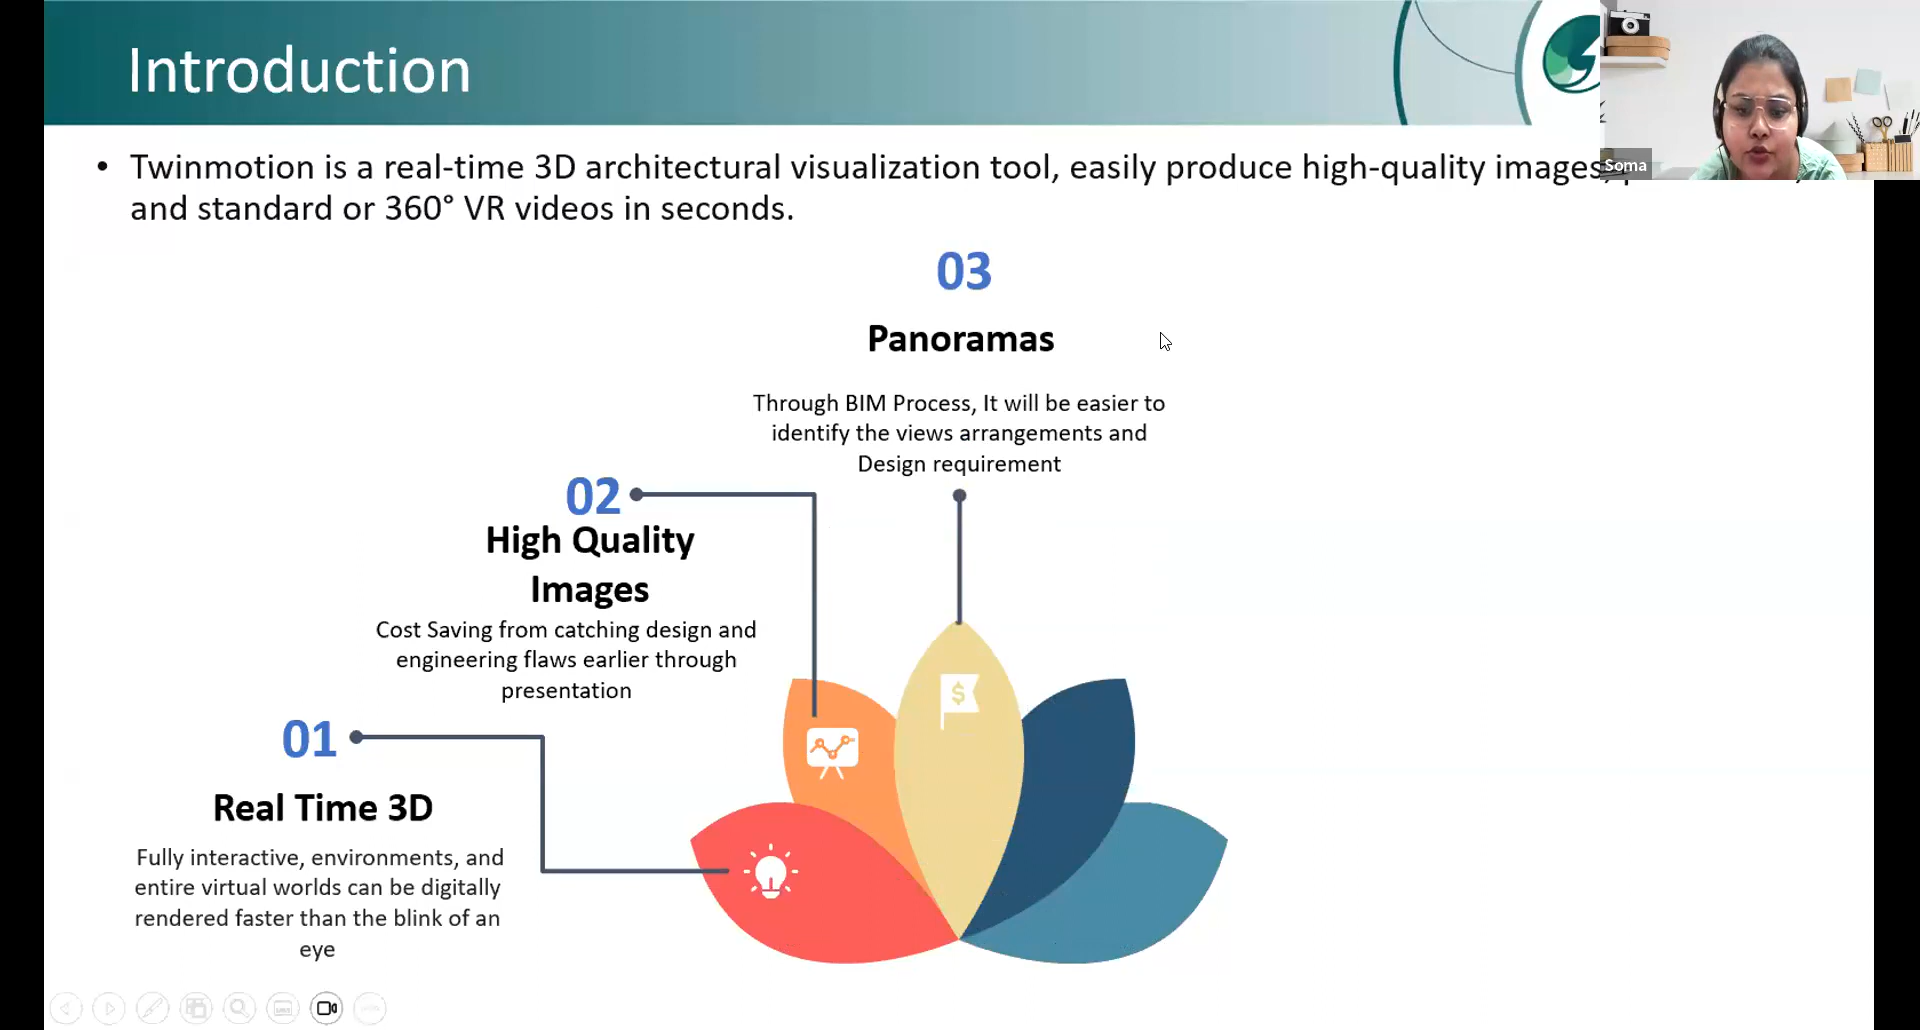 Introduction
Soma
• Twinmotion is a real-time 3D architectural visualization tool, easily produce high-quality images,
and standard or 360° VR videos in seconds.
03
Panoramas
Through BIM Process, It will be easier to
identify the views arrangements and
Design requirement
02
High Quality
Images
Cost Saving from catching design and
engineering flaws earlier through
presentation
01
Real Time 3D
Fully interactive, environments, and
entire virtual worlds can be digitally
rendered faster than the blink of an
eye
$